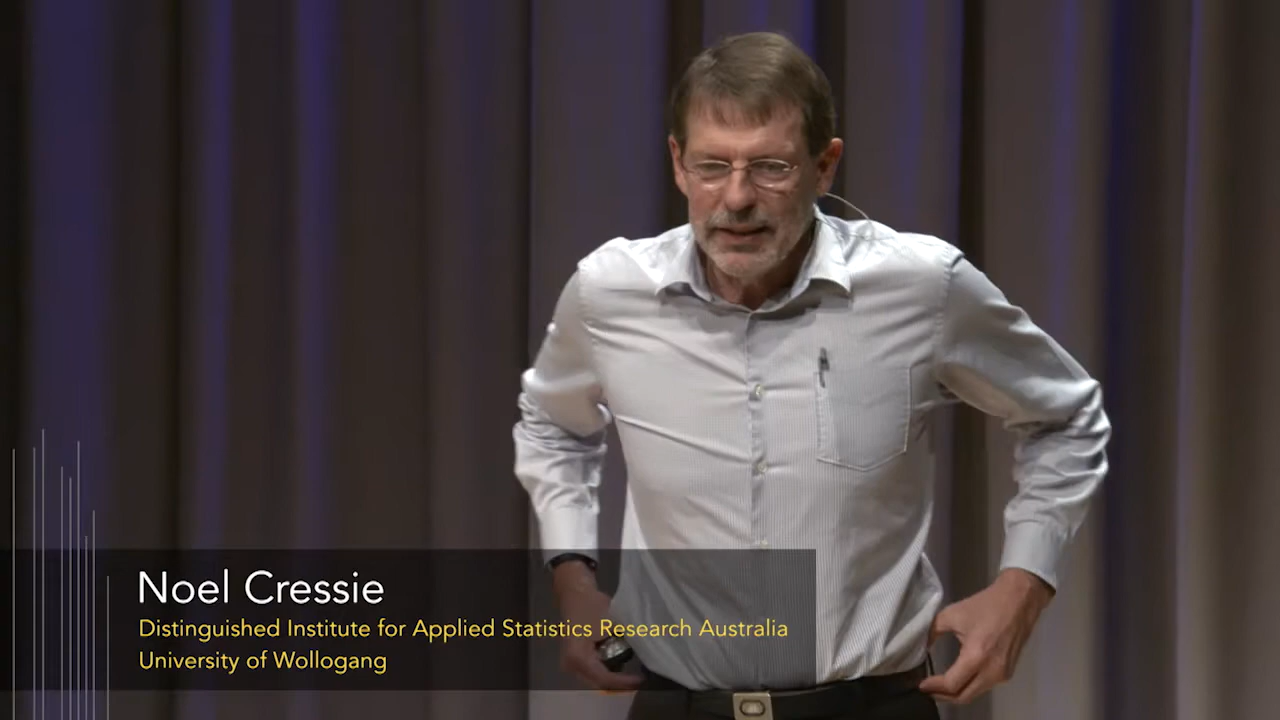 Noel Cressie
Distinguished Institute for Applied Statistics Research Australia
University of Wollogang